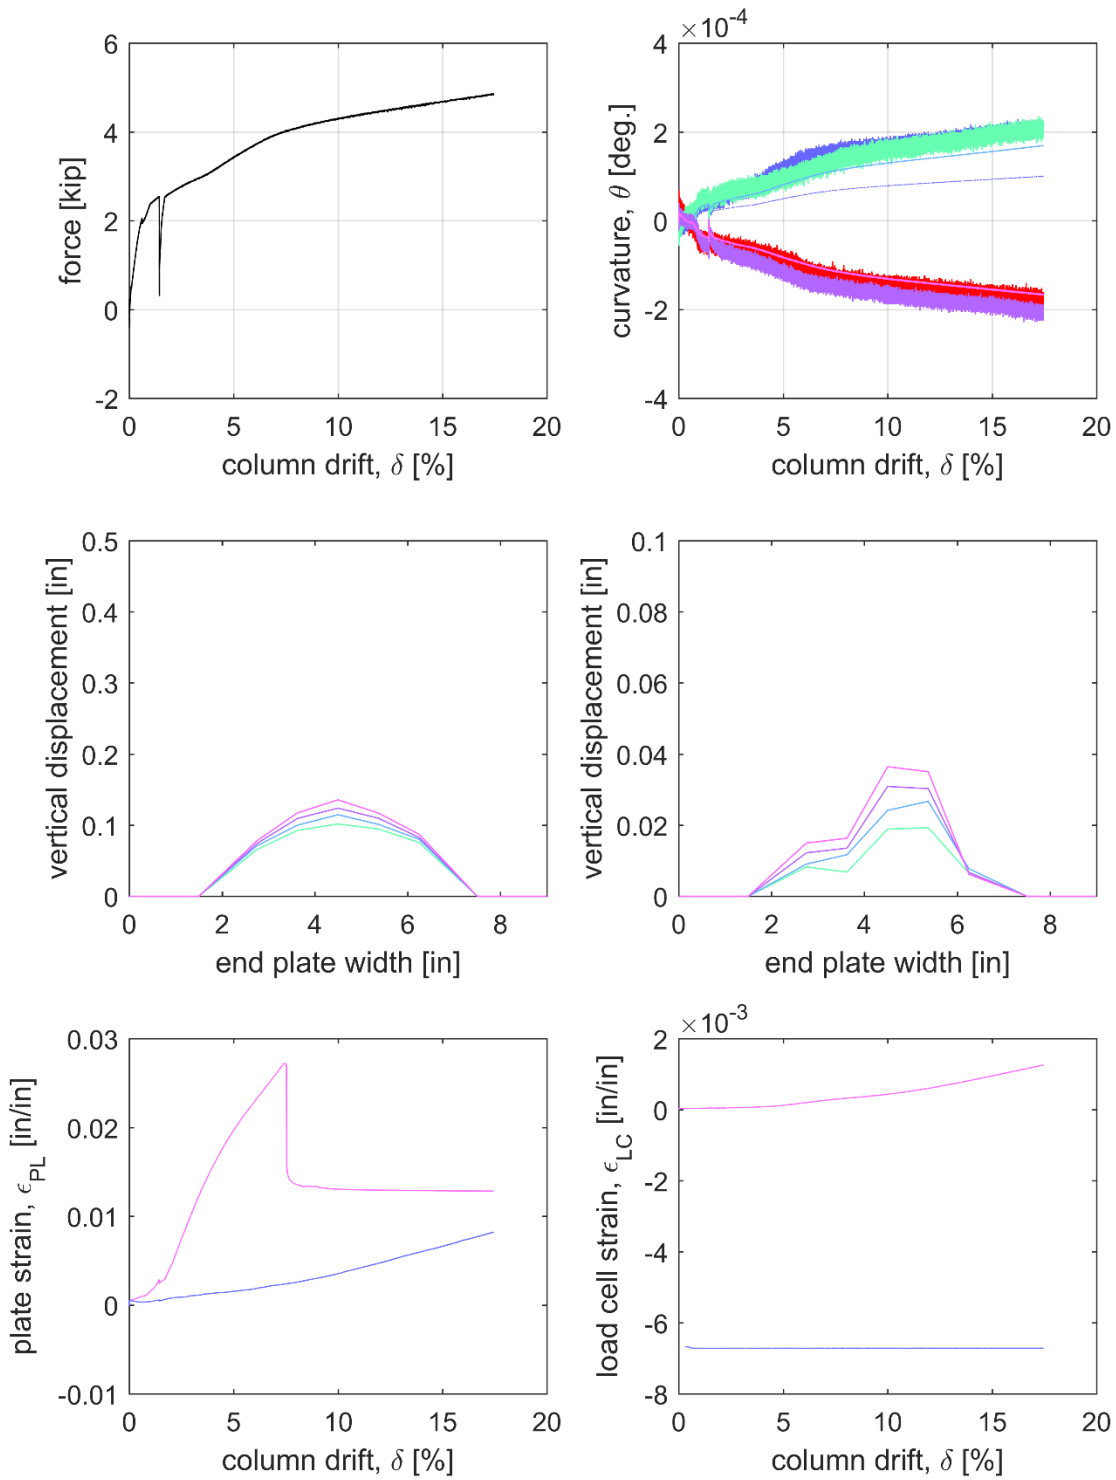 6
4
2
0
-2
force [kip]
0 5 10 15 20
column drift, δ [%]
×10-4
4
2
0
-2
-4
curvature, θ [deg.]
0 5 10 15 20
column drift, δ [%]
0.5
0.4
0.3
0.2
0.1
0
vertical displacement [in]
0 2 4 6 8
end plate width [in]
0.1
0.08
0.06
0.04
0.02
0
vertical displacement [in]
0 2 4 6 8
end plate width [in]
0.03
0.02
0.01
0
-0.01
plate strain, ϵPL [in/in]
0 5 10 15 20
column drift, δ [%]
×10-3
2
0
-2
-4
-6
-8
load cell strain, ϵLC [in/in]
0 5 10 15 20
column drift, δ [%]